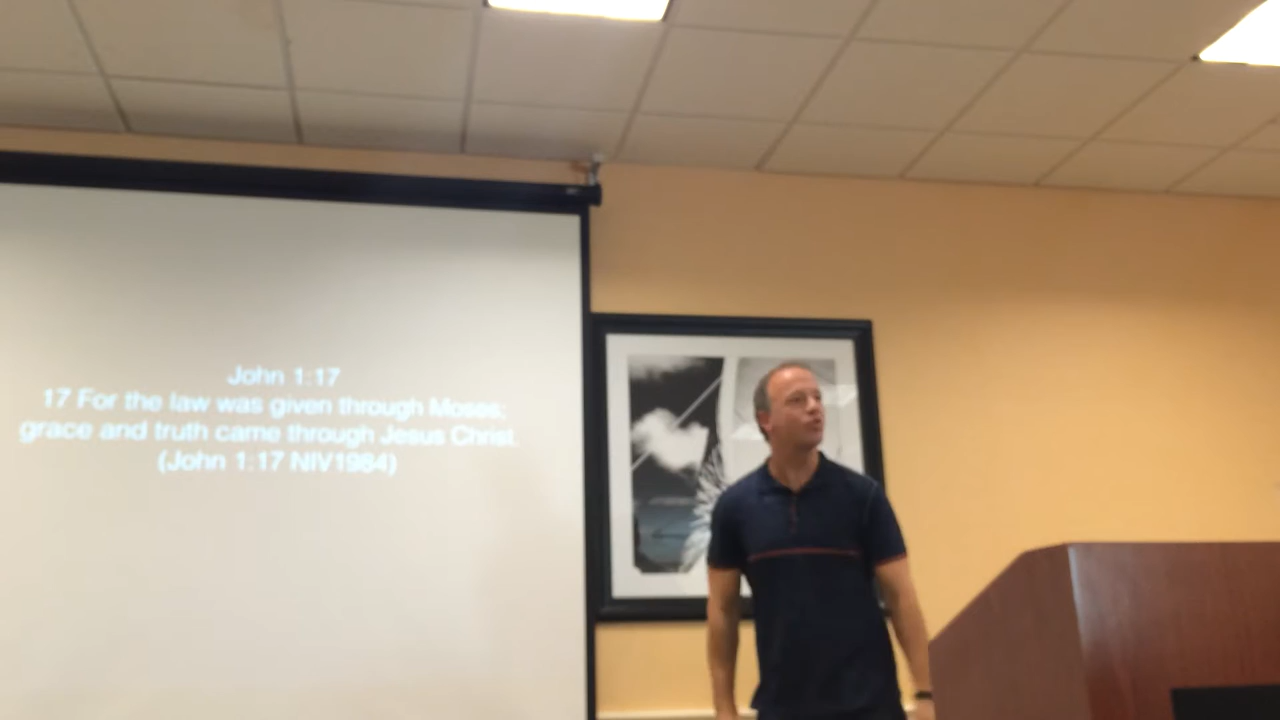 John 1:17
17 For the law was given through Moses;
grace and truth came through Jesus Christ.
(John 1:17 NIV1984)